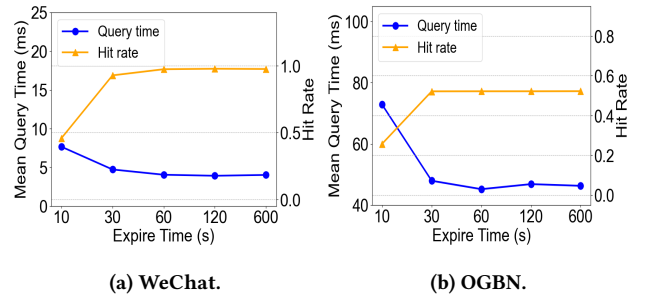 25
20
15
10
5
0
Mean Query Time (ms)
Query time
Hit rate
1.0
0.5
0.0
Hit Rate
10 30 60 120 600
Expire Time (s)
(a) WeChat.
100
80
60
40
Mean Query Time (ms)
Query time
Hit rate
0.8
0.6
0.4
0.2
0.0
Hit Rate
10 30 60 120 600
Expire Time (s)
(b) OGBN.